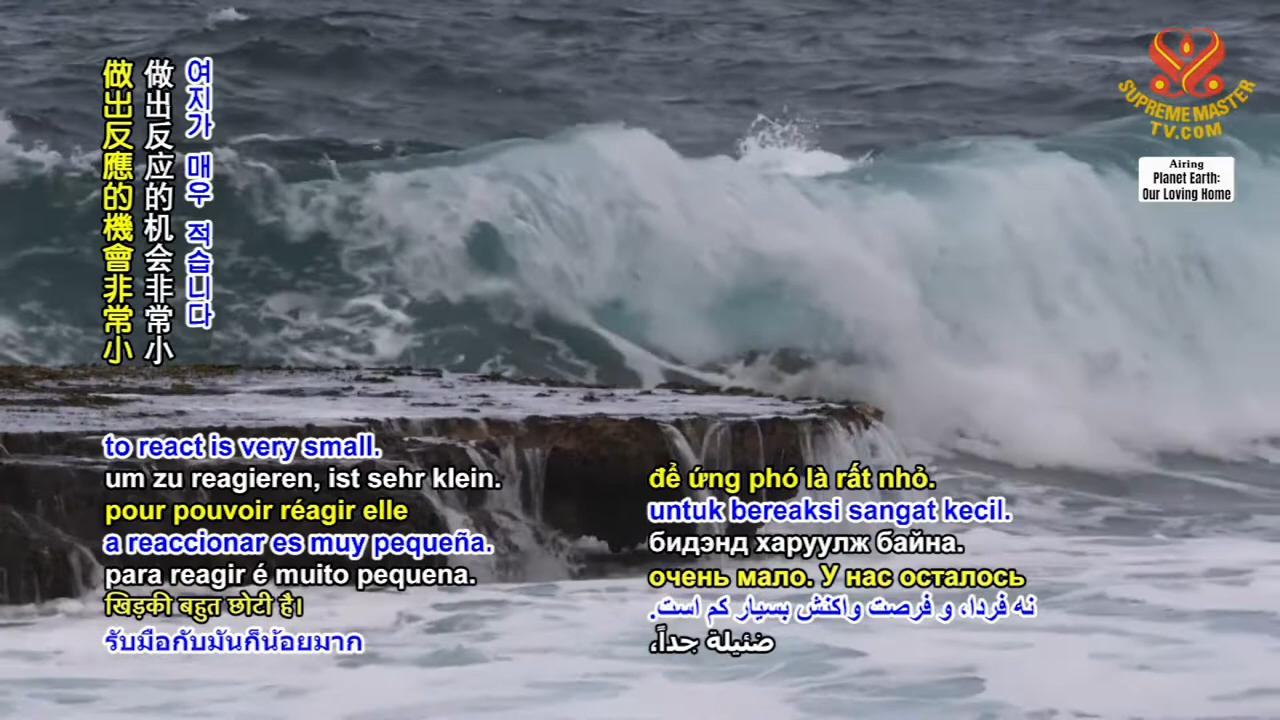 做出反應的機會非常小
做出反应的机会非常小
여지가 매우 적습니다
SUPREME MASTER
TV.COM
Airing
Planet Earth:
Our Loving Home
to react is very small.
um zu reagieren, ist sehr klein.
pour pouvoir réagir elle
a reaccionar es muy pequeña.
para reagir é muito pequena.
खिड़की बहुत छोटी है।
รับมือกับมันก็น้อยมาก
để ứng phó là rất nhỏ.
untuk bereaksi sangat kecil.
бидэнд харуулж байна.
очень мало. У нас осталось
نه فردا، و فرصت واکنش بسیار کم است.
ضئيلة جداً،